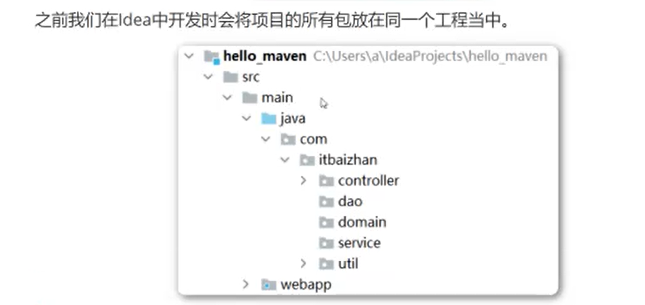 之前我们在Idea中开发时会将项目的所有包放在同一个工程当中。
hello_maven C:\Users\a\IdeaProjects\hello_maven
src
main
java
com
itbaizhan
controller
dao
domain
service
util
webapp